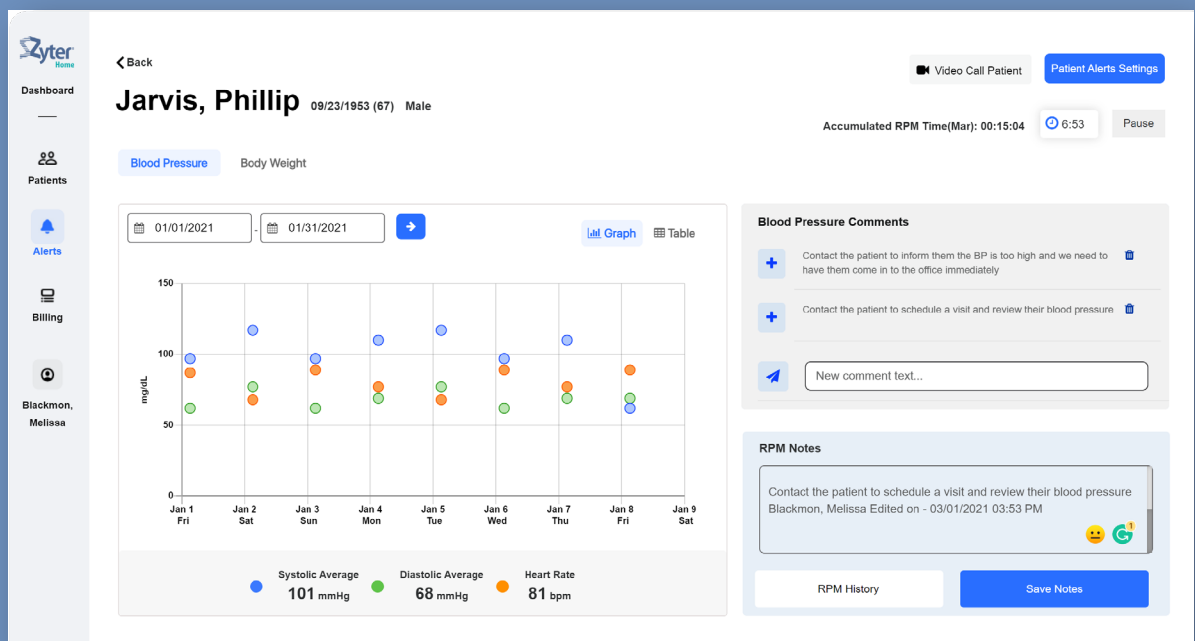 Zyter
Home
Dashboard
Patients
Alerts
Billing
Blackmon,
Melissa
Back
Jarvis, Phillip 09/23/1953 (67) Male
Video Call Patient
Patient Alerts Settings
Accumulated RPM Time(Mar): 00:15:04
6:53
Pause
Blood Pressure
Body Weight
01/01/2021 - 01/31/2021
Graph
Table
mg/dL
150
100
50
0
Jan 1 Jan 2 Jan 3 Jan 4 Jan 5 Jan 6 Jan 7 Jan 8 Jan 9
Fri Sat Sun Mon Tue Wed Thu Fri Sat
Systolic Average
101 mmHg
Diastolic Average
68 mmHg
Heart Rate
81 bpm
Blood Pressure Comments
Contact the patient to inform them the BP is too high and we need to
have them come in to the office immediately
Contact the patient to schedule a visit and review their blood pressure
New comment text...
RPM Notes
Contact the patient to schedule a visit and review their blood pressure
Blackmon, Melissa Edited on - 03/01/2021 03:53 PM
1
RPM History
Save Notes